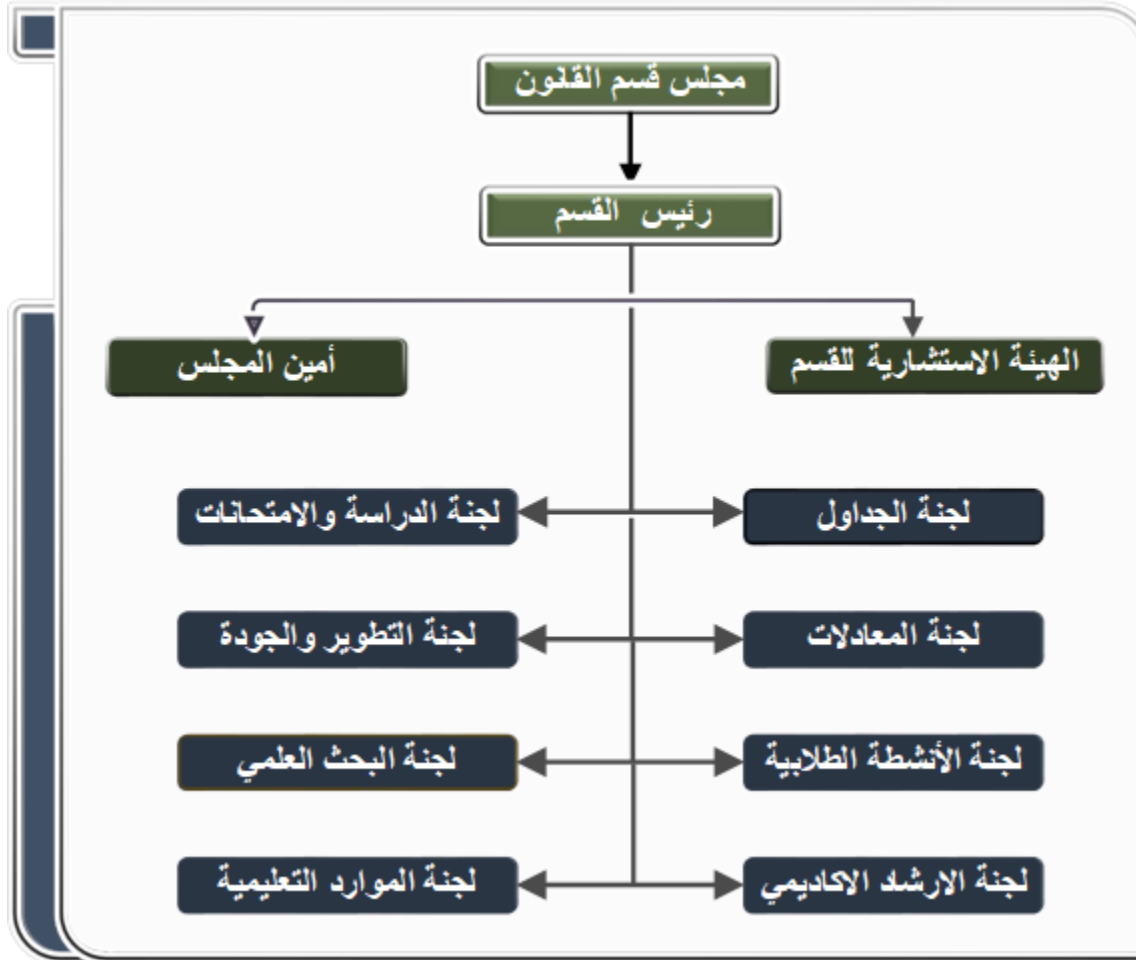 مجلس قسم القانون
رئيس القسم
الهيئة الاستشارية للقسم
أمين المجلس
لجنة الجداول
لجنة الدراسة والامتحانات
لجنة المعادلات
لجنة التطوير والجودة
لجنة الأنشطة الطلابية
لجنة البحث العلمي
لجنة الارشاد الاكاديمي
لجنة الموارد التعليمية